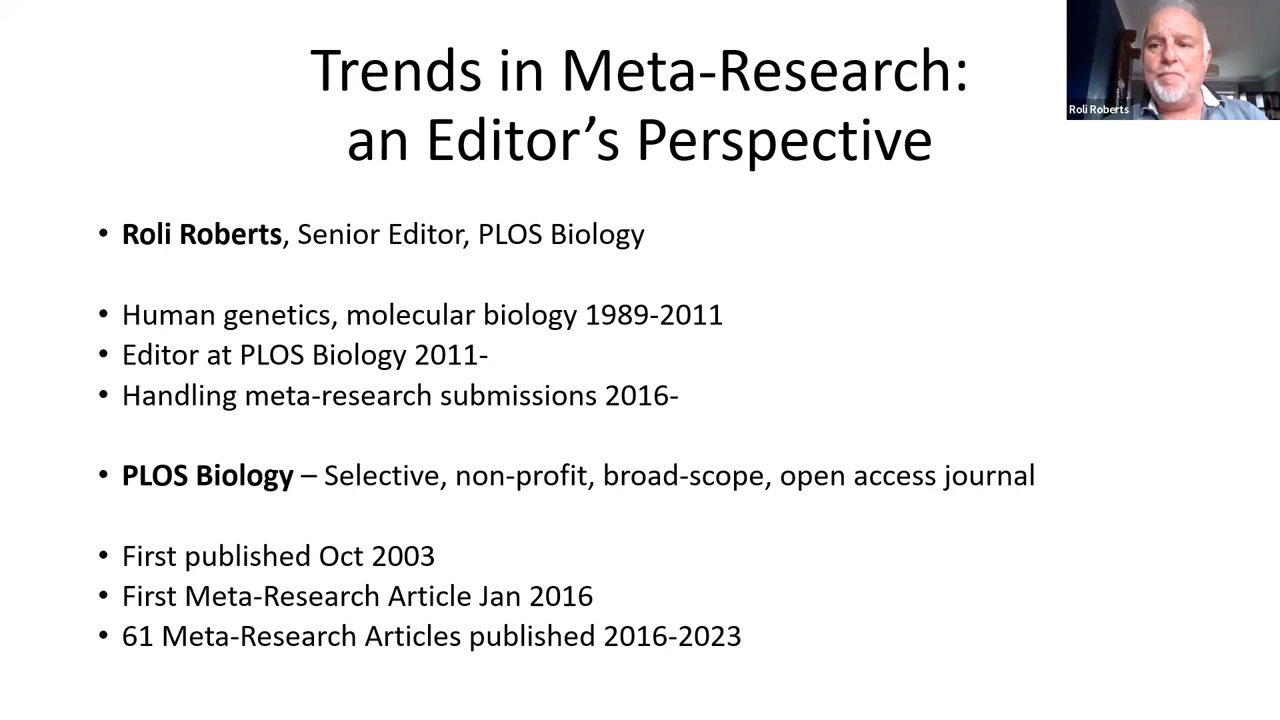 Trends in Meta-Research:
an Editor’s Perspective
Roli Roberts
• Roli Roberts, Senior Editor, PLOS Biology
• Human genetics, molecular biology 1989-2011
• Editor at PLOS Biology 2011-
• Handling meta-research submissions 2016-
• PLOS Biology – Selective, non-profit, broad-scope, open access journal
• First published Oct 2003
• First Meta-Research Article Jan 2016
• 61 Meta-Research Articles published 2016-2023